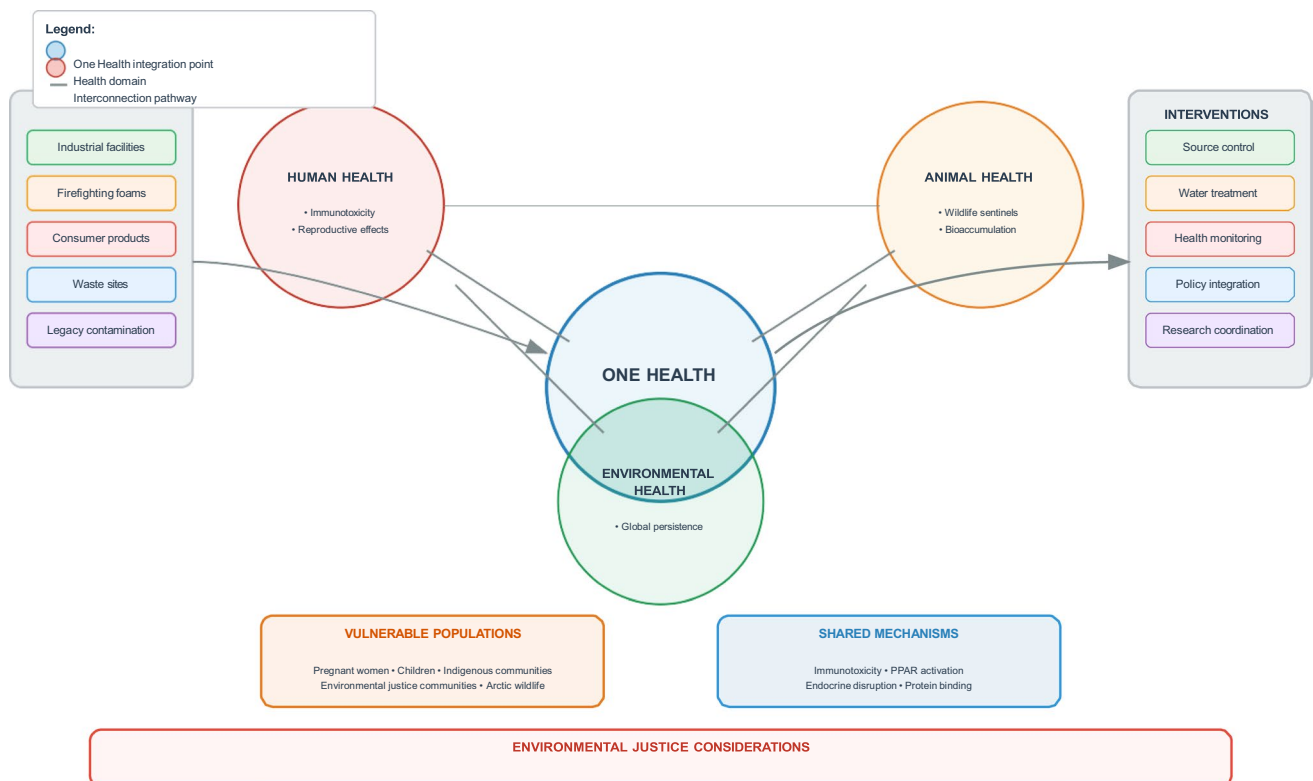 Legend:
One Health integration point
Health domain
Interconnection pathway
Industrial facilities
Firefighting foams
Consumer products
Waste sites
Legacy contamination
HUMAN HEALTH
• Immunotoxicity
• Reproductive effects
ANIMAL HEALTH
• Wildlife sentinels
• Bioaccumulation
INTERVENTIONS
Source control
Water treatment
Health monitoring
Policy integration
Research coordination
ONE HEALTH
ENVIRONMENTAL
HEALTH
• Global persistence
VULNERABLE POPULATIONS
Pregnant women • Children • Indigenous communities
Environmental justice communities • Arctic wildlife
SHARED MECHANISMS
Immunotoxicity • PPAR activation
Endocrine disruption • Protein binding
ENVIRONMENTAL JUSTICE CONSIDERATIONS